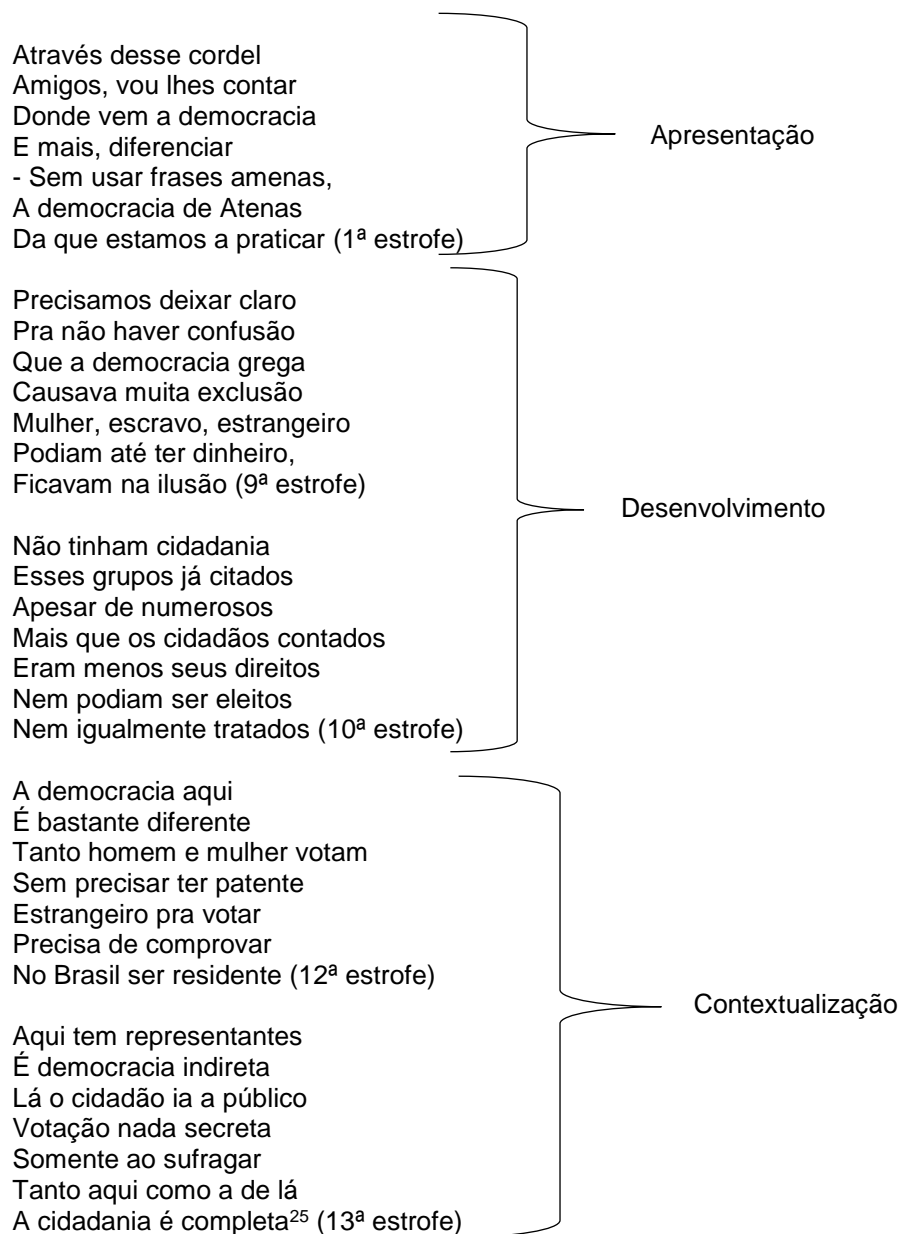 Através desse cordel
Amigos, vou lhes contar
Donde vem a democracia
E mais, diferenciar
- Sem usar frases amenas,
A democracia de Atenas
Da que estamos a praticar (1ª estrofe)
Apresentação
Precisamos deixar claro
Pra não haver confusão
Que a democracia grega
Causava muita exclusão
Mulher, escravo, estrangeiro
Podiam até ter dinheiro,
Ficavam na ilusão (9ª estrofe)
Desenvolvimento
Não tinham cidadania
Esses grupos já citados
Apesar de numerosos
Mais que os cidadãos contados
Eram menos seus direitos
Nem podiam ser eleitos
Nem igualmente tratados (10ª estrofe)
A democracia aqui
É bastante diferente
Tanto homem e mulher votam
Sem precisar ter patente
Estrangeiro pra votar
Precisa de comprovar
No Brasil ser residente (12ª estrofe)
Contextualização
Aqui tem representantes
É democracia indireta
Lá o cidadão ia a público
Votação nada secreta
Somente ao sufragar
Tanto aqui como a de lá
A cidadania é completa²⁵ (13ª estrofe)